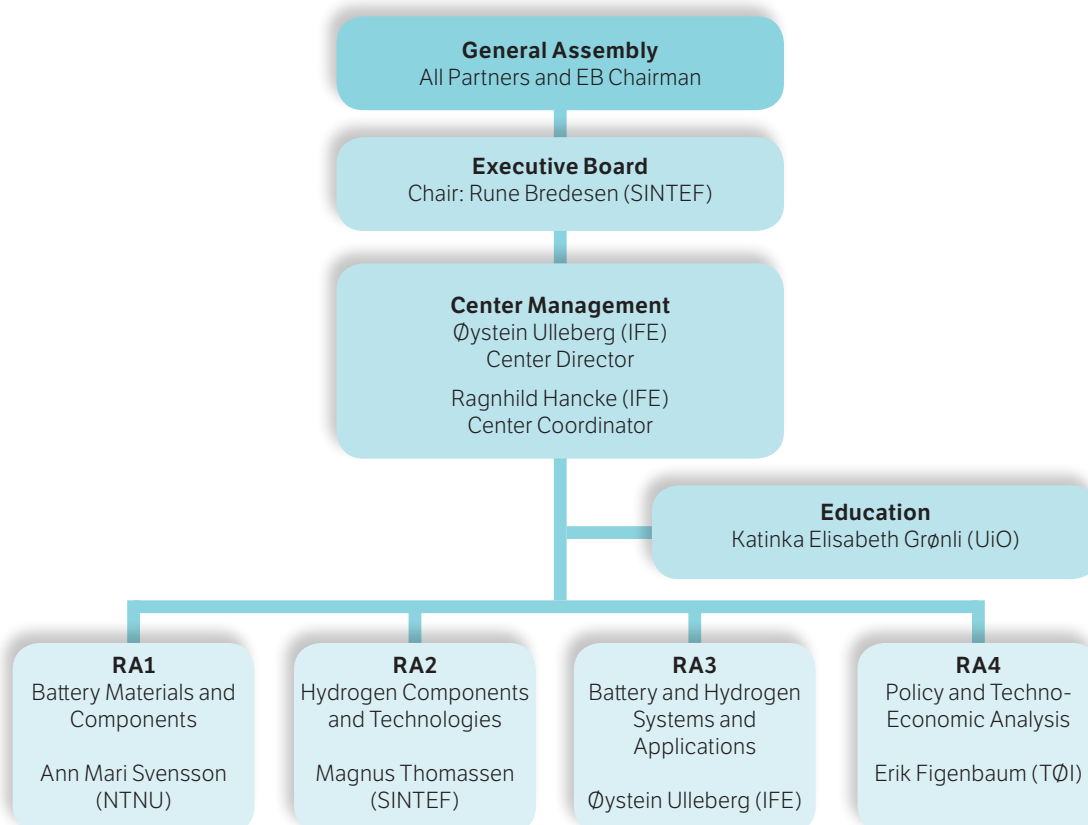 General Assembly
All Partners and EB Chairman
Executive Board
Chair: Rune Bredesen (SINTEF)
Center Management
Øystein Ulleberg (IFE)
Center Director
Ragnhild Hancke (IFE)
Center Coordinator
Education
Katinka Elisabeth Grønli (UiO)
RA1
Battery Materials and
Components
Ann Mari Svensson
(NTNU)
RA2
Hydrogen Components
and Technologies
Magnus Thomassen
(SINTEF)
RA3
Battery and Hydrogen
Systems and
Applications
Øystein Ulleberg (IFE)
RA4
Policy and Techno-
Economic Analysis
Erik Figenbaum (TØI)